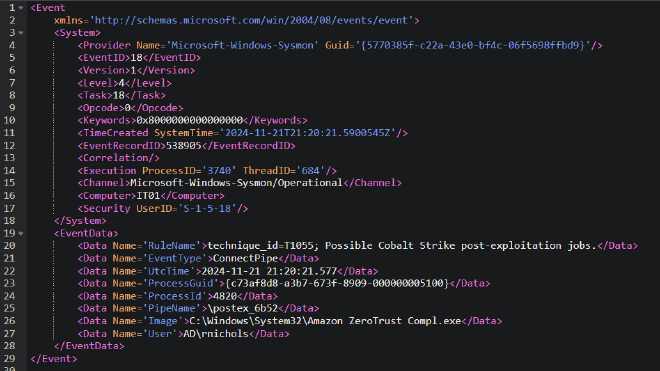 1 <Event
2 xmlns='http://schemas.microsoft.com/win/2004/08/events/event'>
3 <System>
4 <Provider Name='Microsoft-Windows-Sysmon' Guid='{5770385f-c22a-43e0-bf4c-06f5698ffbd9}'/>
5 <EventID>18</EventID>
6 <Version>1</Version>
7 <Level>4</Level>
8 <Task>18</Task>
9 <Opcode>0</Opcode>
10 <Keywords>0x8000000000000000</Keywords>
11 <TimeCreated SystemTime='2024-11-21T21:20:21.5900545Z'/>
12 <EventRecordID>538905</EventRecordID>
13 <Correlation/>
14 <Execution ProcessID='3740' ThreadID='684'/>
15 <Channel>Microsoft-Windows-Sysmon/Operational</Channel>
16 <Computer>IT01</Computer>
17 <Security UserID='S-1-5-18'/>
18 </System>
19 <EventData>
20 <Data Name='RuleName'>technique_id=T1055; Possible Cobalt Strike post-exploitation jobs.</Data>
21 <Data Name='EventType'>ConnectPipe</Data>
22 <Data Name='UtcTime'>2024-11-21 21:20:21.577</Data>
23 <Data Name='ProcessGuid'>{c73af8d8-a3b7-673f-8909-000000005100}</Data>
24 <Data Name='ProcessId'>4820</Data>
25 <Data Name='PipeName'>\postex_6b52</Data>
26 <Data Name='Image'>C:\Windows\System32\Amazon ZeroTrust Compl.exe</Data>
27 <Data Name='User'>AD\rnichols</Data>
28 </EventData>
29 </Event>